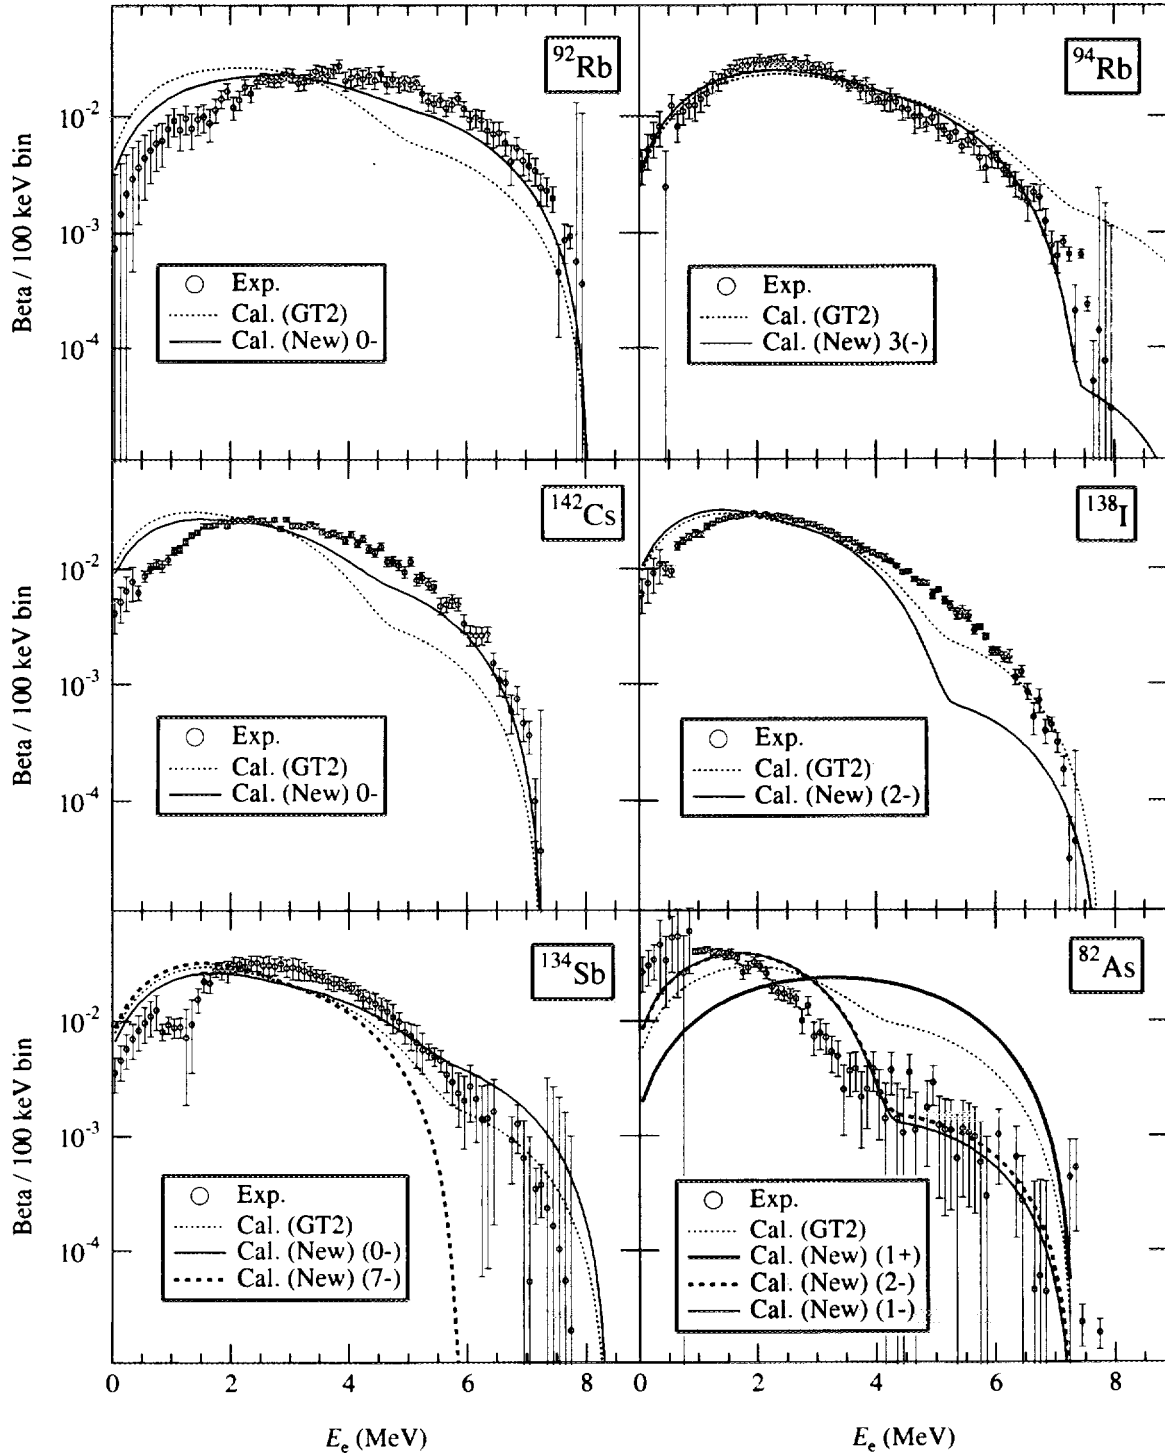 ⁹²Rb
⁹⁴Rb
Beta / 100 keV bin
10⁻²
10⁻³
10⁻⁴
Exp.
Cal. (GT2)
Cal. (New) 0-
Exp.
Cal. (GT2)
Cal. (New) 3(-)
¹⁴²Cs
¹³⁸I
Beta / 100 keV bin
10⁻²
10⁻³
10⁻⁴
Exp.
Cal. (GT2)
Cal. (New) 0-
Exp.
Cal. (GT2)
Cal. (New) (2-)
¹³⁴Sb
⁸²As
Beta / 100 keV bin
10⁻²
10⁻³
10⁻⁴
Exp.
Cal. (GT2)
Cal. (New) (0-)
Cal. (New) (7-)
Exp.
Cal. (GT2)
Cal. (New) (1+)
Cal. (New) (2-)
Cal. (New) (1-)
0 2 4 6 8 0 2 4 6 8
Eₑ (MeV) Eₑ (MeV)